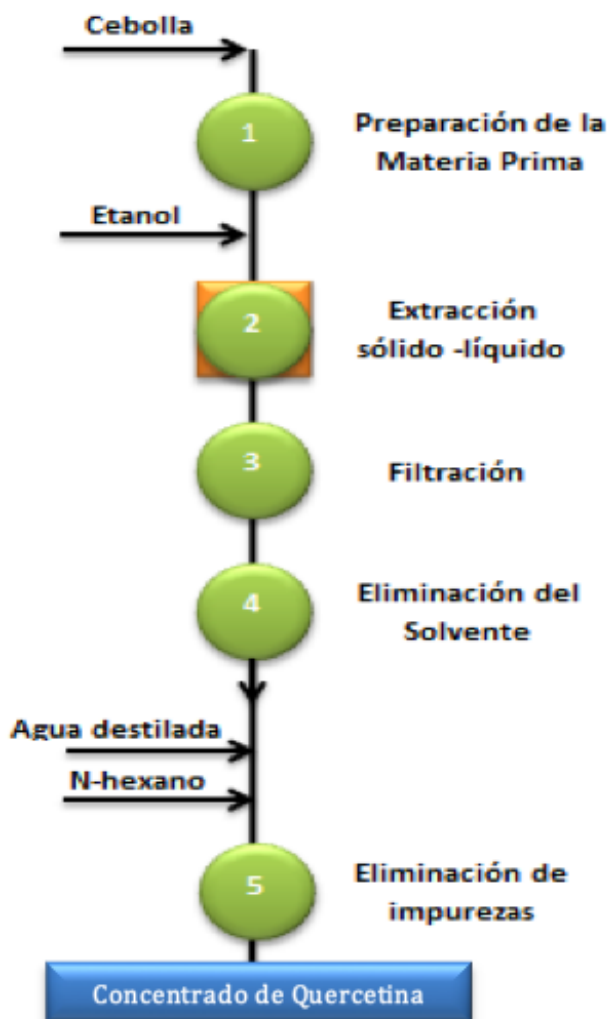 Cebolla
1
Preparación de la
Materia Prima
Etanol
2
Extracción
sólido -líquido
3
Filtración
4
Eliminación del
Solvente
Agua destilada
N-hexano
5
Eliminación de
impurezas
Concentrado de Quercetina